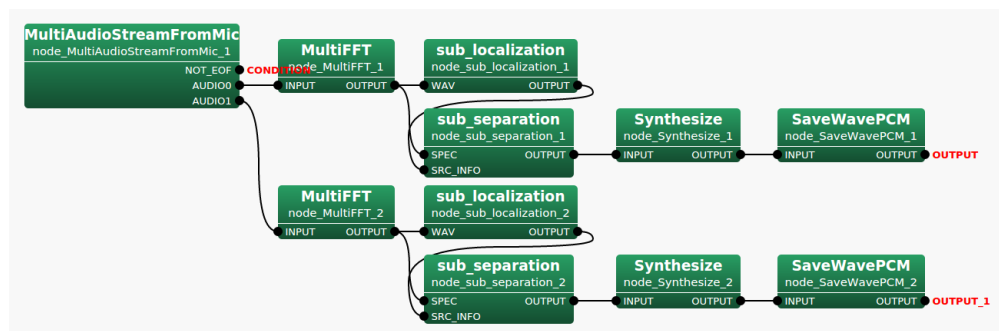 MultiAudioStreamFromMic
node_MultiAudioStreamFromMic_1
NOT_EOF CONDITION
AUDIO0
AUDIO1
MultiFFT
node_MultiFFT_1
INPUT OUTPUT
sub_localization
node_sub_localization_1
WAV OUTPUT
sub_separation
node_sub_separation_1
SPEC OUTPUT
SRC_INFO
Synthesize
node_Synthesize_1
INPUT OUTPUT
SaveWavePCM
node_SaveWavePCM_1
INPUT OUTPUT OUTPUT
MultiFFT
node_MultiFFT_2
INPUT OUTPUT
sub_localization
node_sub_localization_2
WAV OUTPUT
sub_separation
node_sub_separation_2
SPEC OUTPUT
SRC_INFO
Synthesize
node_Synthesize_2
INPUT OUTPUT
SaveWavePCM
node_SaveWavePCM_2
INPUT OUTPUT OUTPUT_1